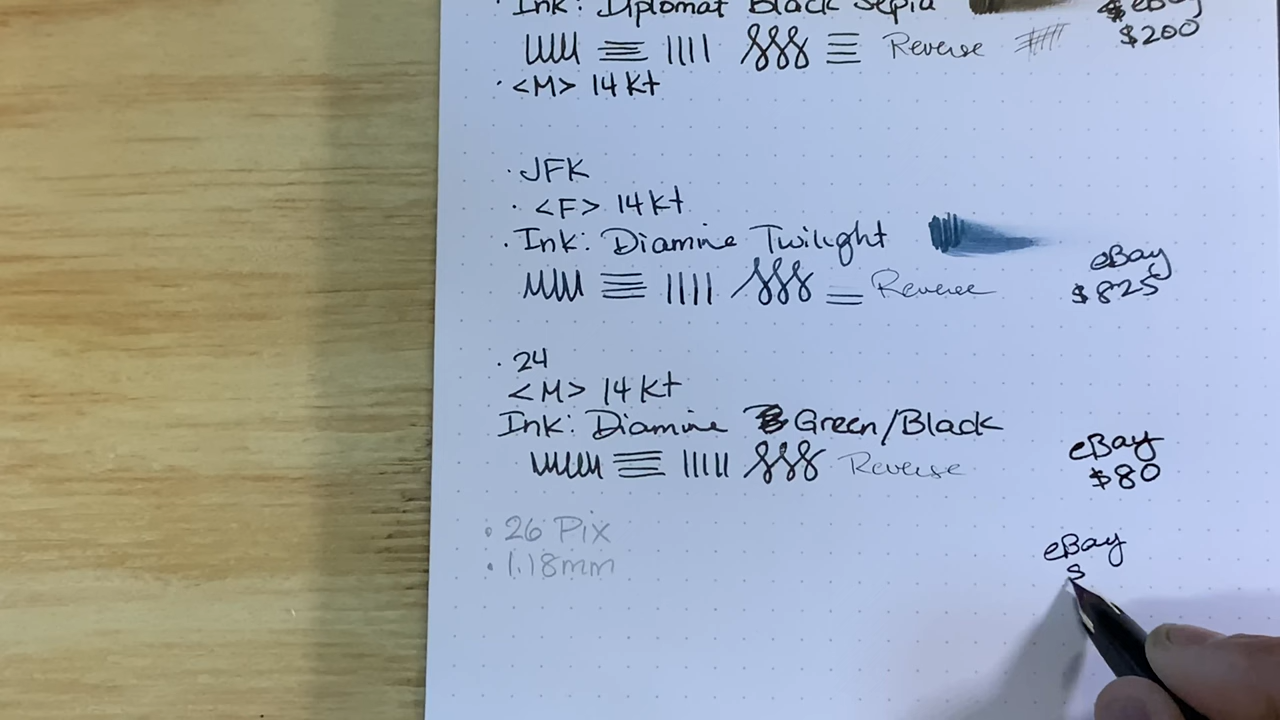 · Ink: Diplomat Black Sepia
eBay
$200
Reverse
· <M> 14kt
· JFK
· <F> 14kt
· Ink: Diamine Twilight
eBay
$825
Reverse
· 24
<M> 14kt
Ink: Diamine Green/Black
eBay
$80
Reverse
• 26 Pix
• 1.18mm
eBay